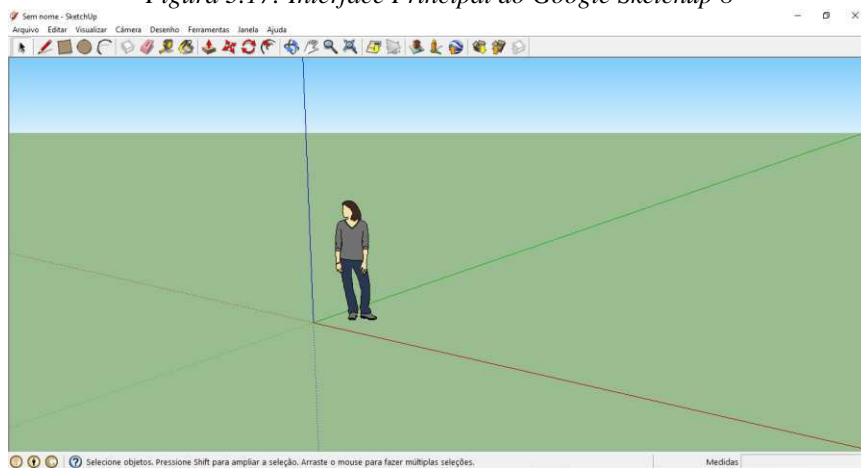 Figura 3.17: Interface Principal do Google Sketchup 8
Sem nome - SketchUp
Arquivo Editar Visualizar Câmera Desenho Ferramentas Janela Ajuda
Selecione objetos. Pressione Shift para ampliar a seleção. Arraste o mouse para fazer múltiplas seleções.
Medidas